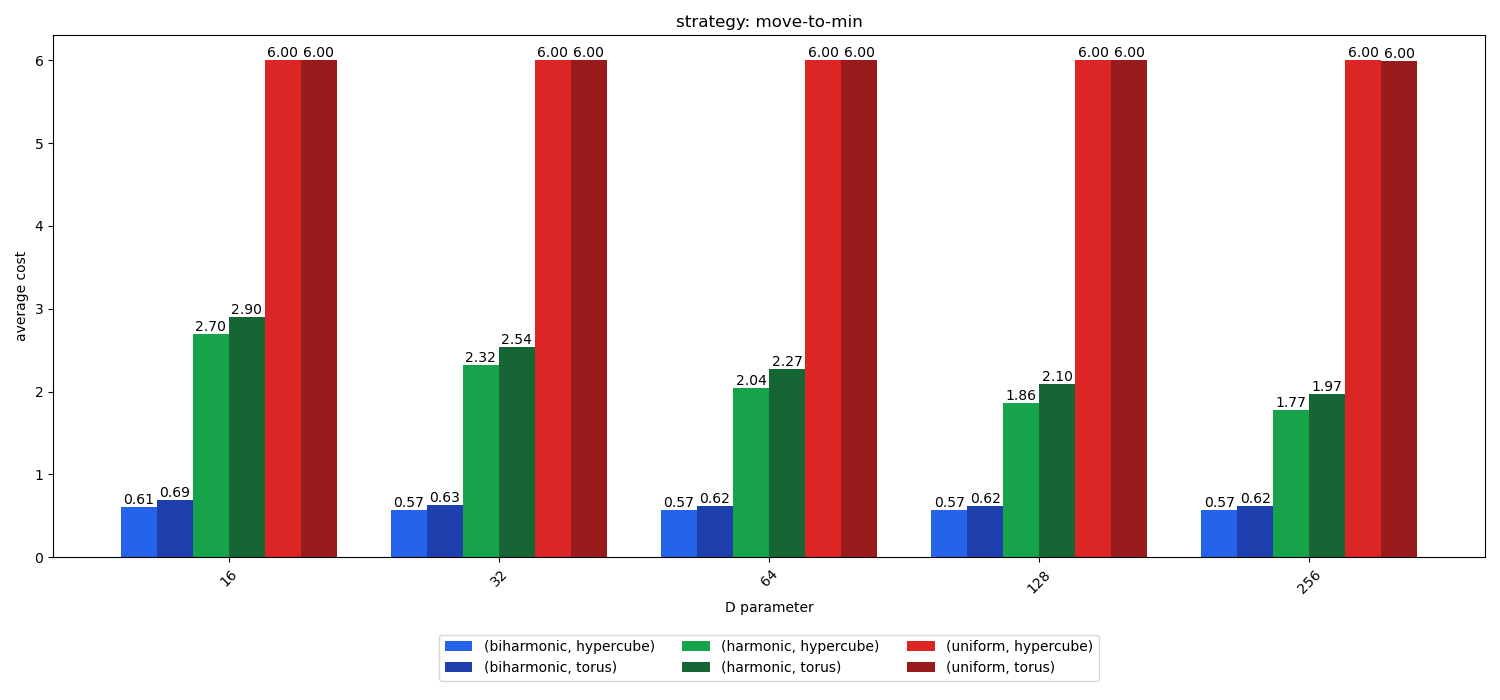 strategy: move-to-min
average cost
6
5
4
3
2
1
0
0.61 0.69 2.70 2.90 6.00 6.00
0.57 0.63 2.32 2.54 6.00 6.00
0.57 0.62 2.04 2.27 6.00 6.00
0.57 0.62 1.86 2.10 6.00 6.00
0.57 0.62 1.77 1.97 6.00 6.00
16 32 64 128 256
D parameter
(biharmonic, hypercube) (harmonic, hypercube) (uniform, hypercube)
(biharmonic, torus) (harmonic, torus) (uniform, torus)